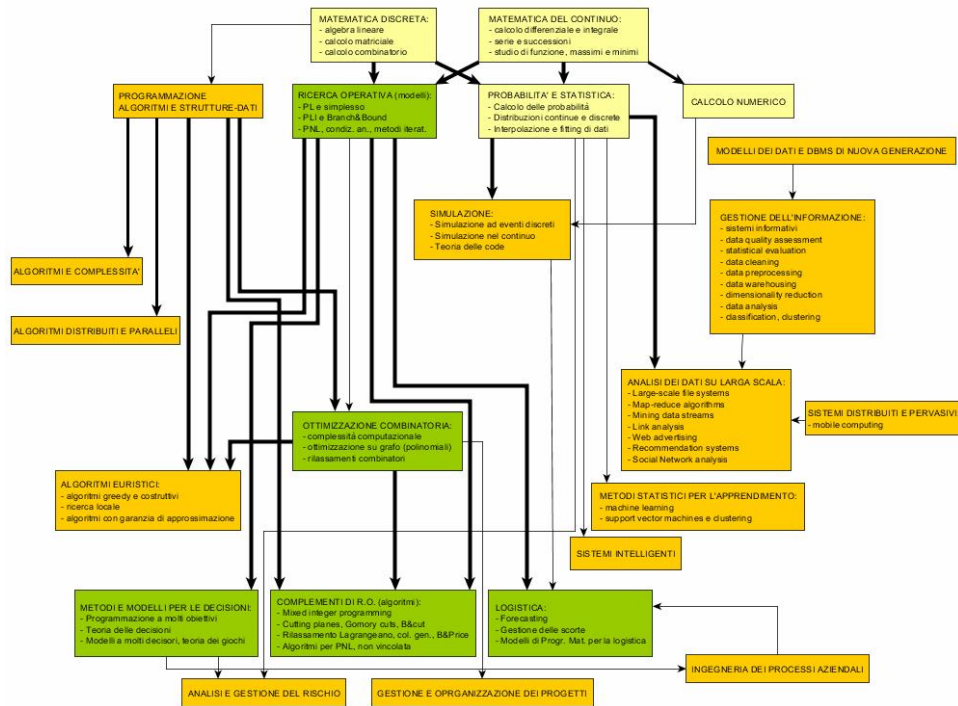 MATEMATICA DISCRETA:
- algebra lineare
- calcolo matriciale
- calcolo combinatorio
MATEMATICA DEL CONTINUO:
- calcolo differenziale e integrale
- serie e successioni
- studio di funzione, massimi e minimi
PROGRAMMAZIONE
ALGORITMI E STRUTTURE-DATI
RICERCA OPERATIVA (modelli):
- PL e simplesso
- PLI e Branch&Bound
- PNL, condiz. an., metodi iterat.
PROBABILITA' E STATISTICA:
- Calcolo delle probabilitá
- Distribuzioni continue e discrete
- Interpolazione e fitting di dati
CALCOLO NUMERICO
MODELLI DEI DATI E DBMS DI NUOVA GENERAZIONE
SIMULAZIONE:
- Simulazione ad eventi discreti
- Simulazione nel continuo
- Teoria delle code
GESTIONE DELL'INFORMAZIONE:
- sistemi informativi
- data quality assessment
- statistical evaluation
- data cleaning
- data preprocessing
- data warehousing
- dimensionality reduction
- data analysis
- classification, clustering
ALGORITMI E COMPLESSITA'
ALGORITMI DISTRIBUITI E PARALLELI
ANALISI DEI DATI SU LARGA SCALA:
- Large-scale file systems
- Map-reduce algorithms
- Mining data streams
- Link analysis
- Web advertising
- Recommendation systems
- Social Network analysis
SISTEMI DISTRIBUITI E PERVASIVI
- mobile computing
OTTIMIZZAZIONE COMBINATORIA:
- complessitá computazionale
- ottimizzazione su grafo (polinomiali)
- rilassamenti combinatori
ALGORITMI EURISTICI:
- algoritmi greedy e costruttivi
- ricerca locale
- algoritmi con garanzia di approssimazione
METODI STATISTICI PER L'APPRENDIMENTO:
- machine learning
- support vector machines e clustering
SISTEMI INTELLIGENTI
METODI E MODELLI PER LE DECISIONI:
- Programmazione a molti obiettivi
- Teoria delle decisioni
- Modelli a molti decisori, teoria dei giochi
COMPLEMENTI DI R.O. (algoritmi):
- Mixed integer programming
- Cutting planes, Gomory cuts, B&cut
- Rilassamento Lagrangeano, col. gen., B&Price
- Algoritmi per PNL, non vincolata
LOGISTICA:
- Forecasting
- Gestione delle scorte
- Modelli di Progr. Mat. per la logistica
INGEGNERIA DEI PROCESSI AZIENDALI
ANALISI E GESTIONE DEL RISCHIO
GESTIONE E OPRGANIZZAZIONE DEI PROGETTI